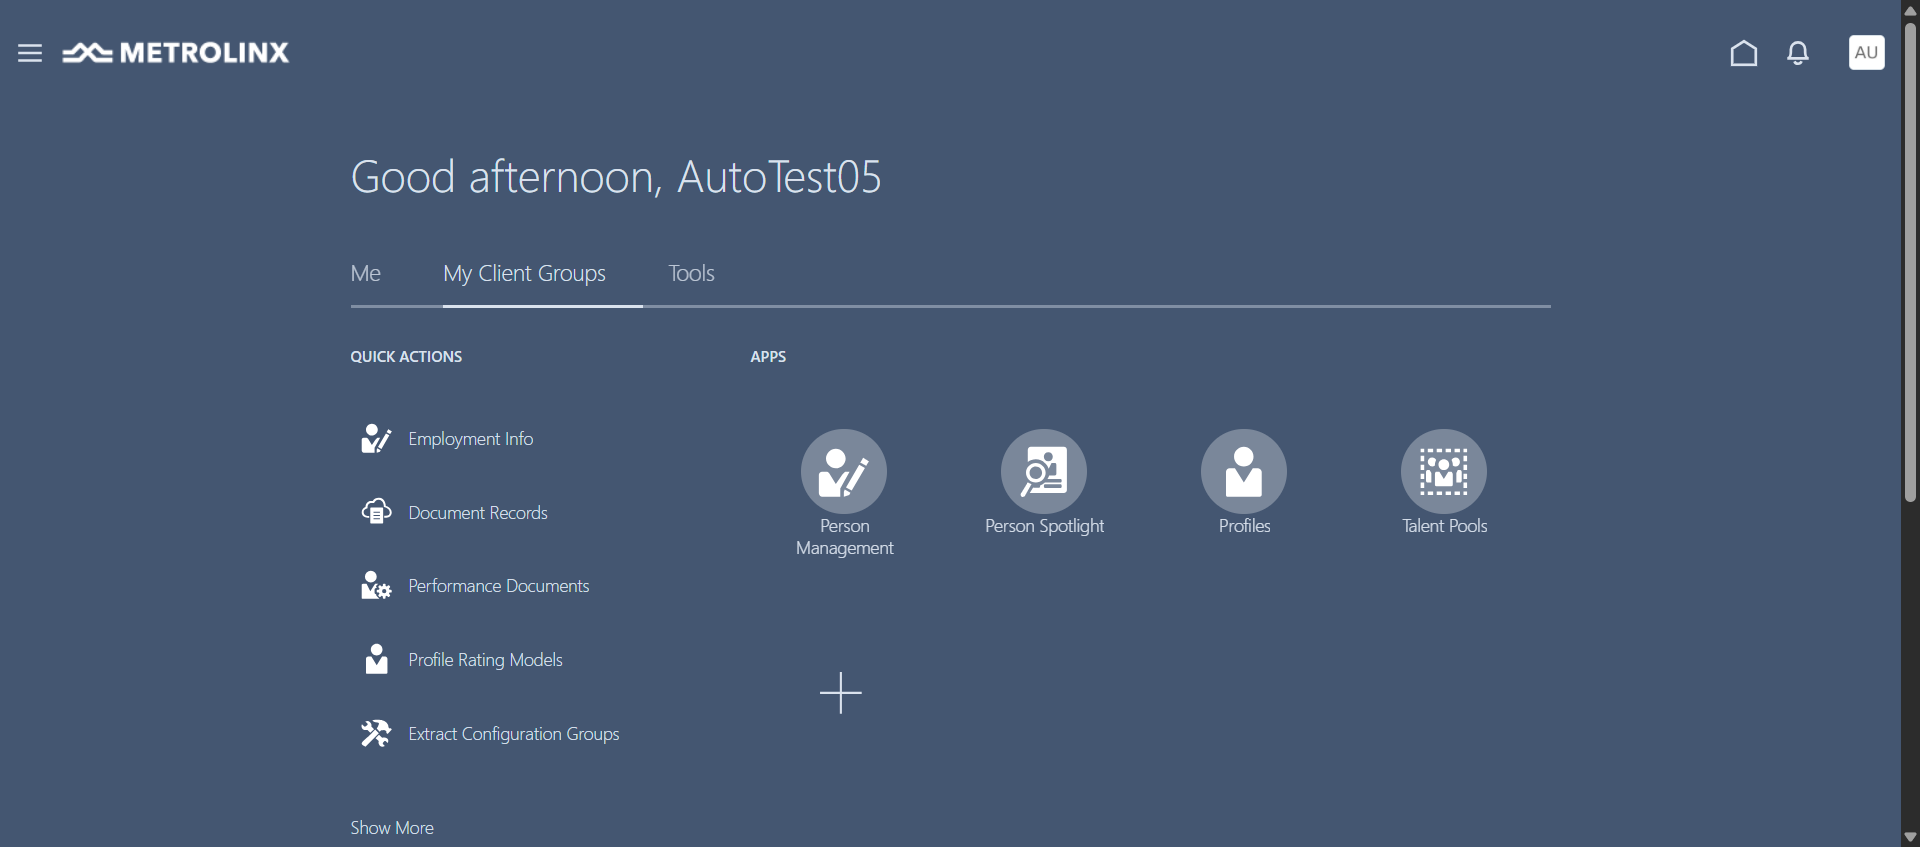 METROLINX
AU
Good afternoon, AutoTest05
Me
My Client Groups
Tools
QUICK ACTIONS
Employment Info
Document Records
Performance Documents
Profile Rating Models
Extract Configuration Groups
Show More
APPS
Person
Management
Person Spotlight
Profiles
Talent Pools